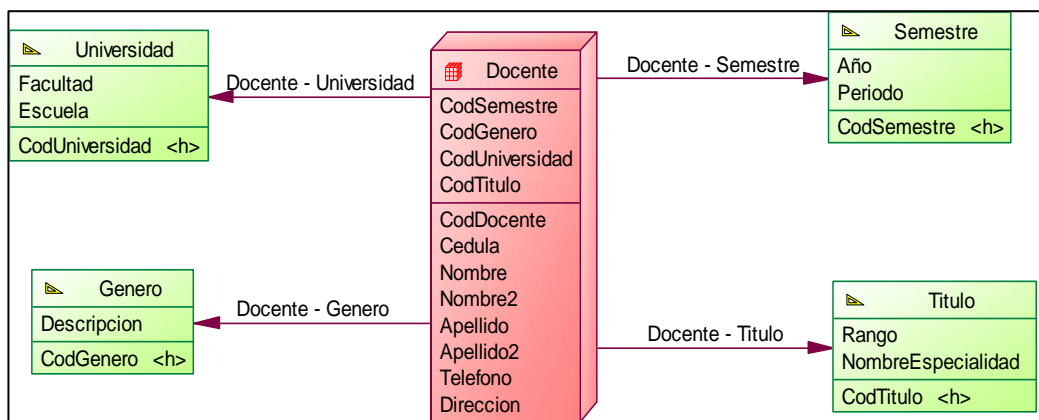 Universidad
Facultad
Escuela
CodUniversidad <h>
Docente - Universidad
Docente
CodSemestre
CodGenero
CodUniversidad
CodTitulo
CodDocente
Cedula
Nombre
Nombre2
Apellido
Apellido2
Telefono
Direccion
Docente - Semestre
Semestre
Año
Periodo
CodSemestre <h>
Genero
Descripcion
CodGenero <h>
Docente - Genero
Docente - Titulo
Titulo
Rango
NombreEspecialidad
CodTitulo <h>